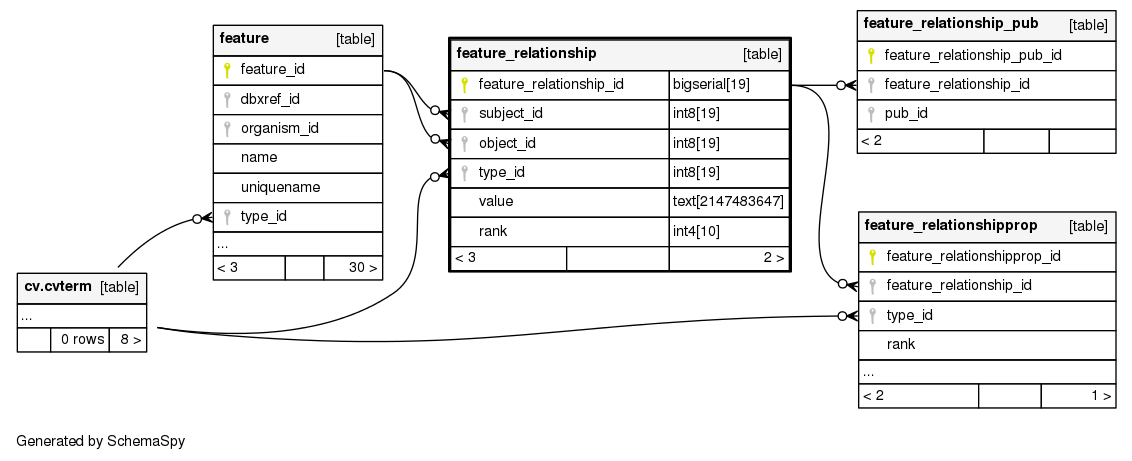 feature [table]
feature_id
dbxref_id
organism_id
name
uniquename
type_id
...
< 3 30 >
feature_relationship [table]
feature_relationship_id bigserial[19]
subject_id int8[19]
object_id int8[19]
type_id int8[19]
value text[2147483647]
rank int4[10]
< 3 2 >
feature_relationship_pub [table]
feature_relationship_pub_id
feature_relationship_id
pub_id
< 2
feature_relationshipprop [table]
feature_relationshipprop_id
feature_relationship_id
type_id
rank
...
< 2 1 >
cv.cvterm [table]
...
0 rows 8 >
Generated by SchemaSpy